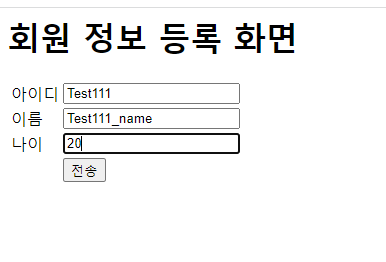 회원 정보 등록 화면
아이디 Test111
이름 Test111_name
나이 20
전송